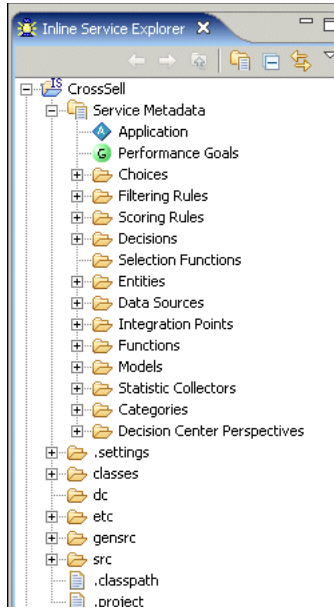 Inline Service Explorer
IS
CrossSell
Service Metadata
A Application
G Performance Goals
Choices
Filtering Rules
Scoring Rules
Decisions
Selection Functions
Entities
Data Sources
Integration Points
Functions
Models
Statistic Collectors
Categories
Decision Center Perspectives
.settings
classes
dc
etc
gensrc
src
.classpath
.project